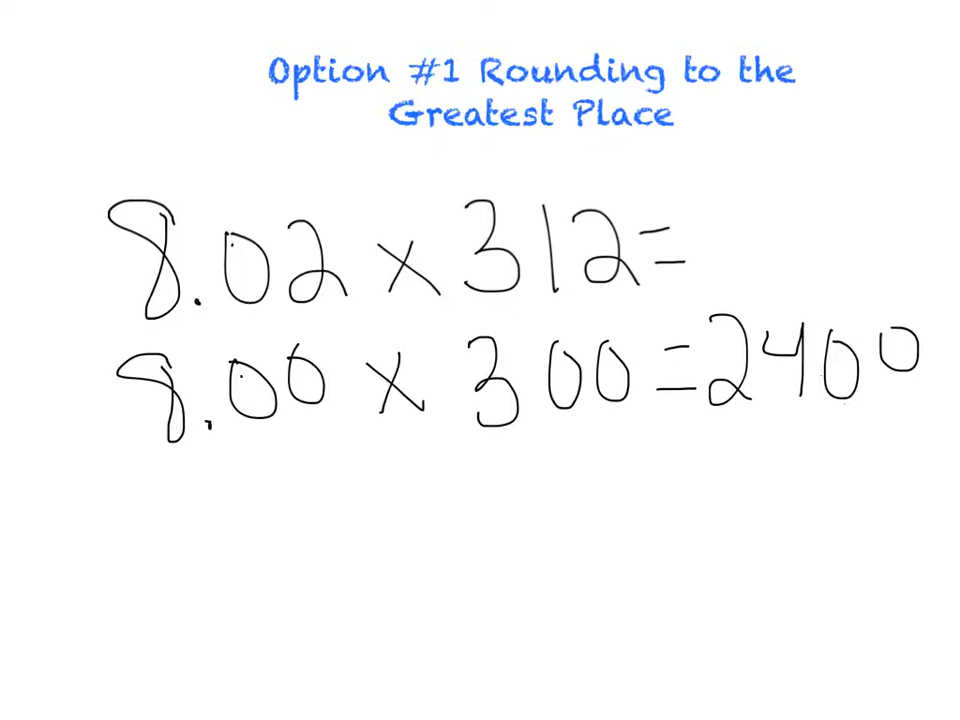 Option #1 Rounding to the
Greatest Place
8.02 × 312=
8.00 × 300=2400